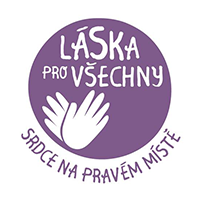 LÁSKA
PRO VŠECHNY
SRDCE NA PRAVÉM MÍSTĚ